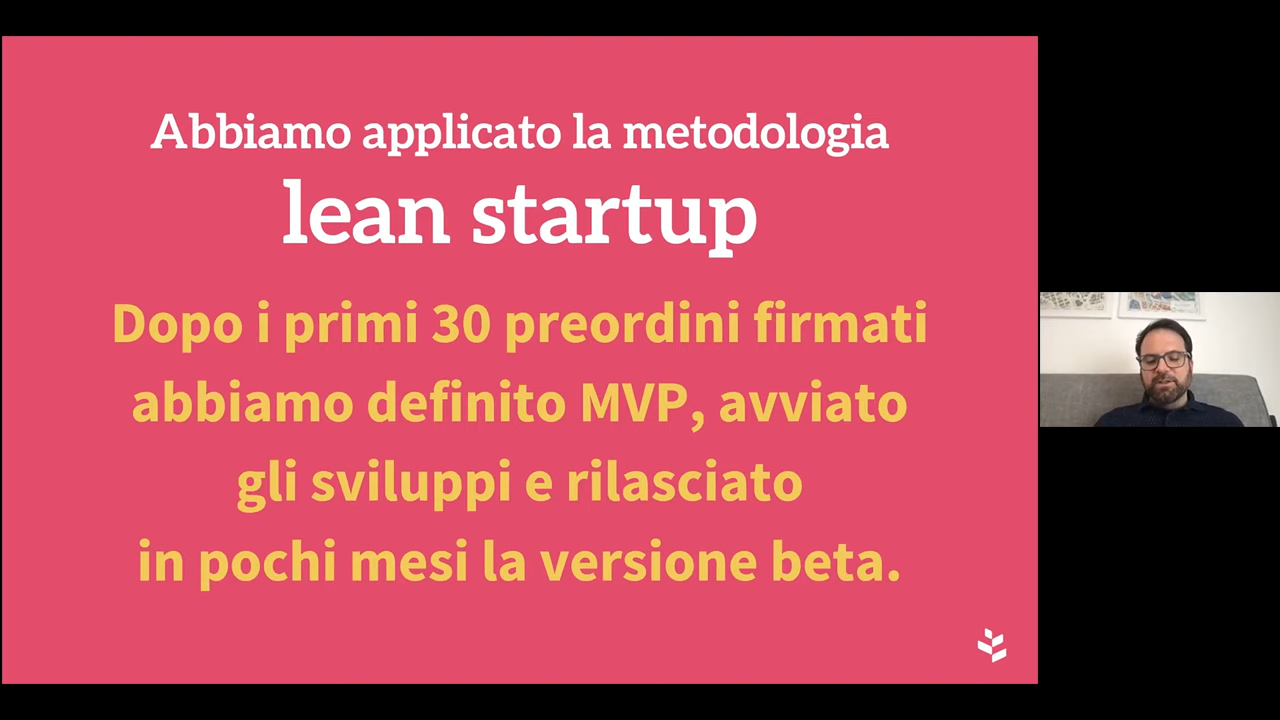 Abbiamo applicato la metodologia
lean startup
Dopo i primi 30 preordini firmati
abbiamo definito MVP, avviato
gli sviluppi e rilasciato
in pochi mesi la versione beta.